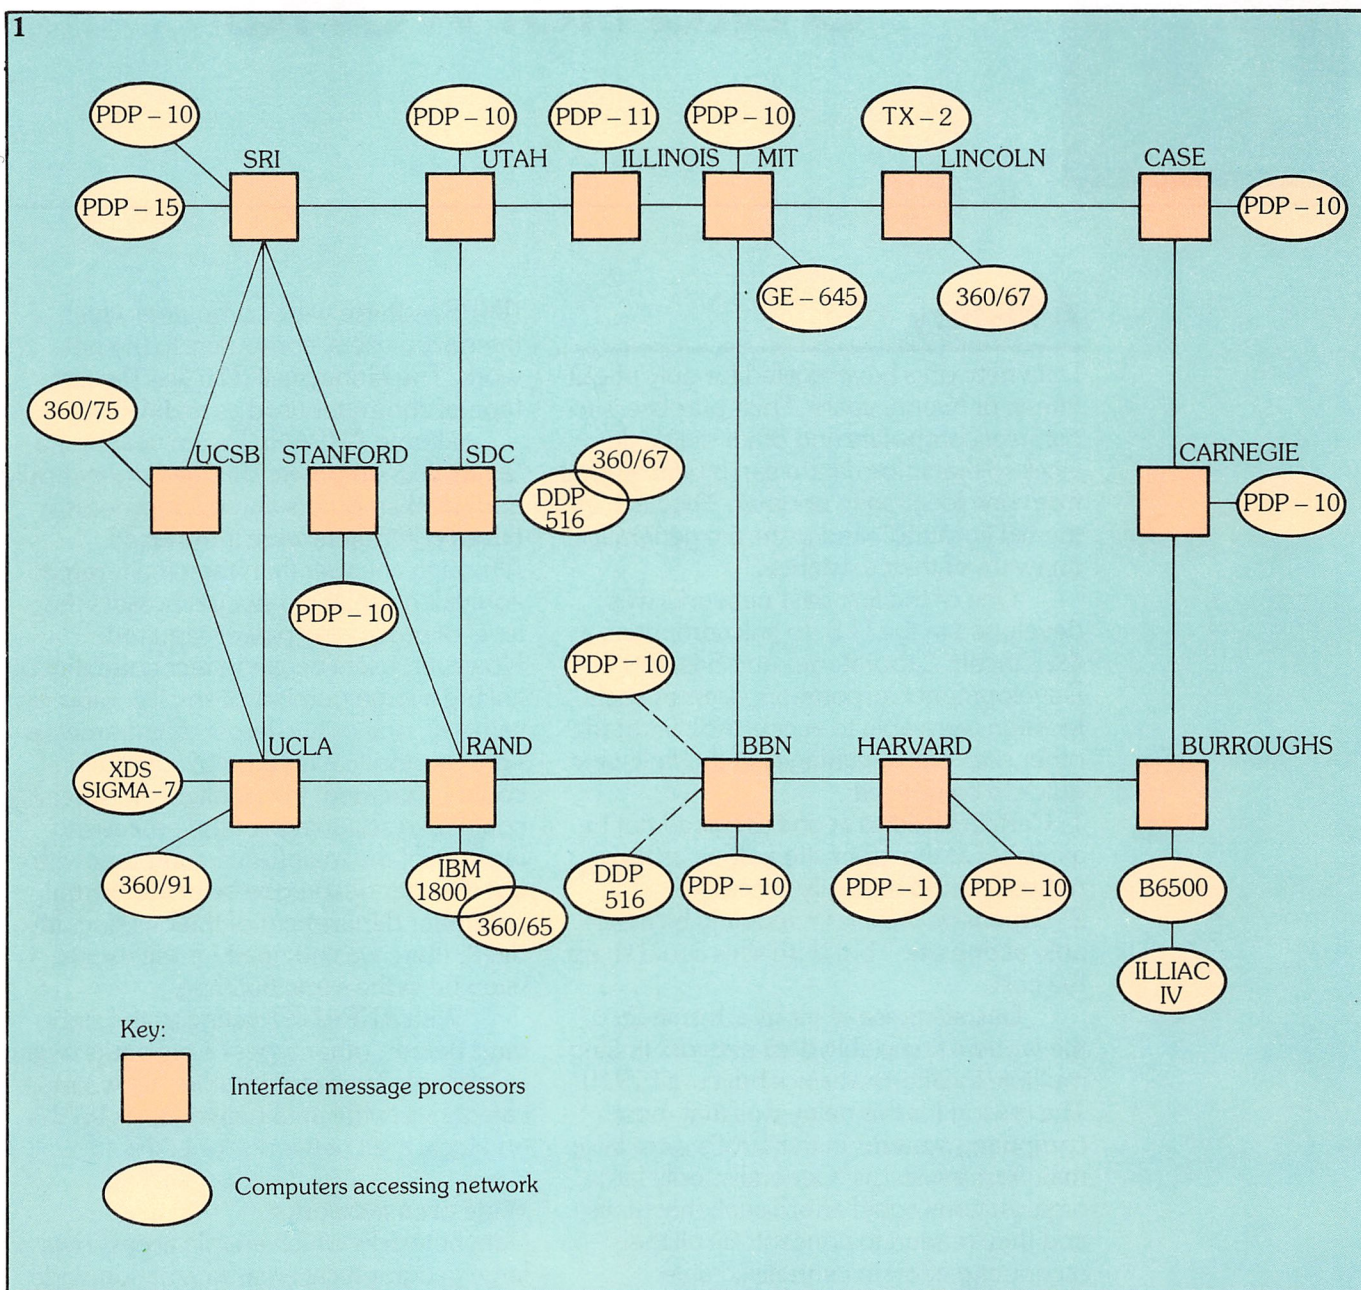 1
PDP – 10
PDP – 10
PDP – 11
PDP – 10
TX – 2
SRI
UTAH
ILLINOIS
MIT
LINCOLN
CASE
PDP – 15
PDP – 10
GE – 645
360/67
360/75
UCSB
STANFORD
SDC
360/67
CARNEGIE
DDP
516
PDP – 10
PDP – 10
PDP – 10
UCLA
RAND
BBN
HARVARD
BURROUGHS
XDS
SIGMA–7
360/91
IBM
1800
360/65
DDP
516
PDP – 10
PDP – 1
PDP – 10
B6500
ILLIAC
IV
Key:
Interface message processors
Computers accessing network